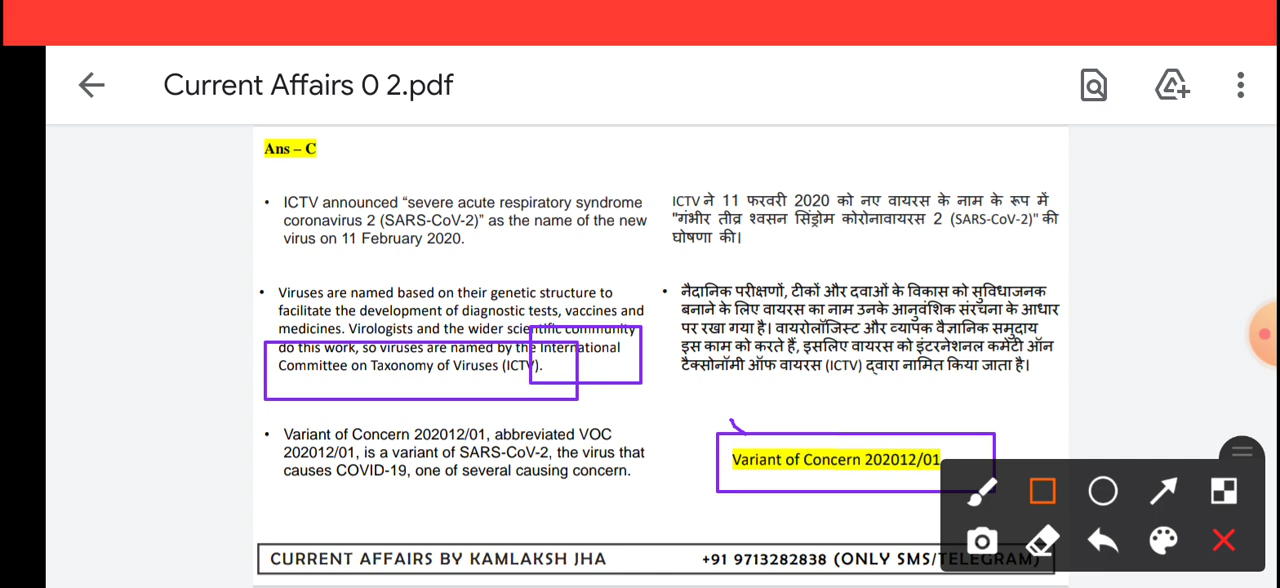 Current Affairs 0 2.pdf
Ans – C
• ICTV announced “severe acute respiratory syndrome
coronavirus 2 (SARS-CoV-2)” as the name of the new
virus on 11 February 2020.
ICTV ने 11 फरवरी 2020 को नए वायरस के नाम के रूप में
"गंभीर तीव्र श्वसन सिंड्रोम कोरोनावायरस 2 (SARS-CoV-2)" की
घोषणा की।
• Viruses are named based on their genetic structure to
facilitate the development of diagnostic tests, vaccines and
medicines. Virologists and the wider scientific community
do this work, so viruses are named by the International
Committee on Taxonomy of Viruses (ICTV).
• नैदानिक परीक्षणों, टीकों और दवाओं के विकास को सुविधाजनक
बनाने के लिए वायरस का नाम उनके आनुवंशिक संरचना के आधार
पर रखा गया है। वायरोलॉजिस्ट और व्यापक वैज्ञानिक समुदाय
इस काम को करते हैं, इसलिए वायरस को इंटरनेशनल कमेटी ऑन
टैक्सोनॉमी ऑफ वायरस (ICTV) द्वारा नामित किया जाता है।
• Variant of Concern 202012/01, abbreviated VOC
202012/01, is a variant of SARS-CoV-2, the virus that
causes COVID-19, one of several causing concern.
Variant of Concern 202012/01
CURRENT AFFAIRS BY KAMLAKSH JHA
+91 9713282838 (ONLY SMS/TELEGRAM)